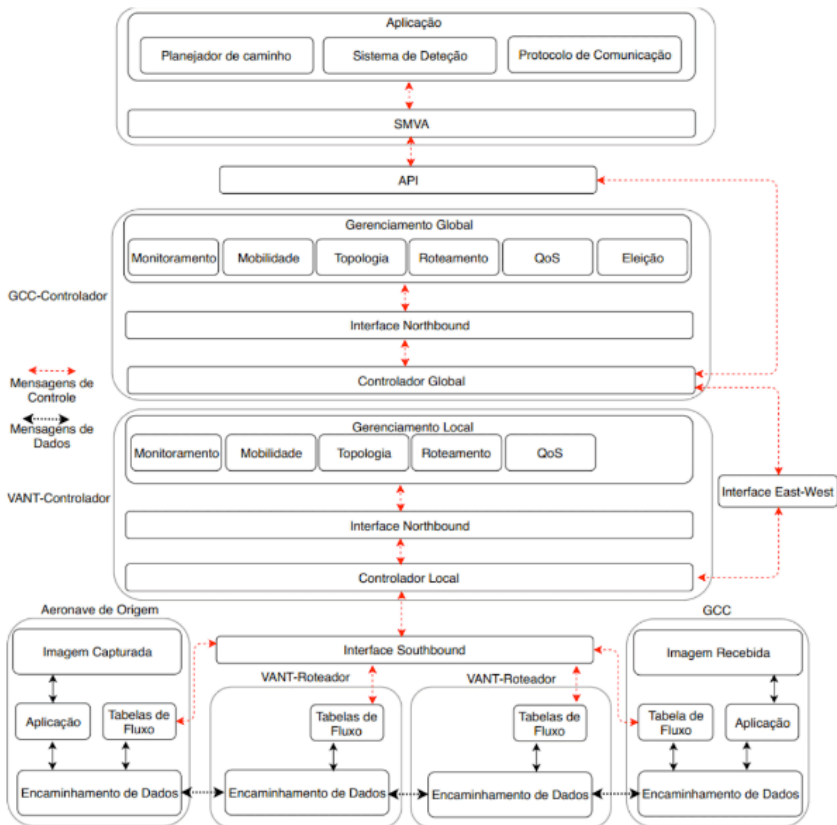 Aplicação
Planejador de caminho
Sistema de Deteção
Protocolo de Comunicação
SMVA
API
Gerenciamento Global
Monitoramento
Mobilidade
Topologia
Roteamento
QoS
Eleição
GCC-Controlador
Interface Northbound
Controlador Global
Mensagens de
Controle
Mensagens de
Dados
Gerenciamento Local
Monitoramento
Mobilidade
Topologia
Roteamento
QoS
VANT-Controlador
Interface East-West
Interface Northbound
Controlador Local
Aeronave de Origem
GCC
Imagem Capturada
Interface Southbound
Imagem Recebida
VANT-Roteador
VANT-Roteador
Aplicação
Tabelas de
Fluxo
Tabelas de
Fluxo
Tabelas de
Fluxo
Tabela de
Fluxo
Aplicação
Encaminhamento de Dados
Encaminhamento de Dados
Encaminhamento de Dados
Encaminhamento de Dados